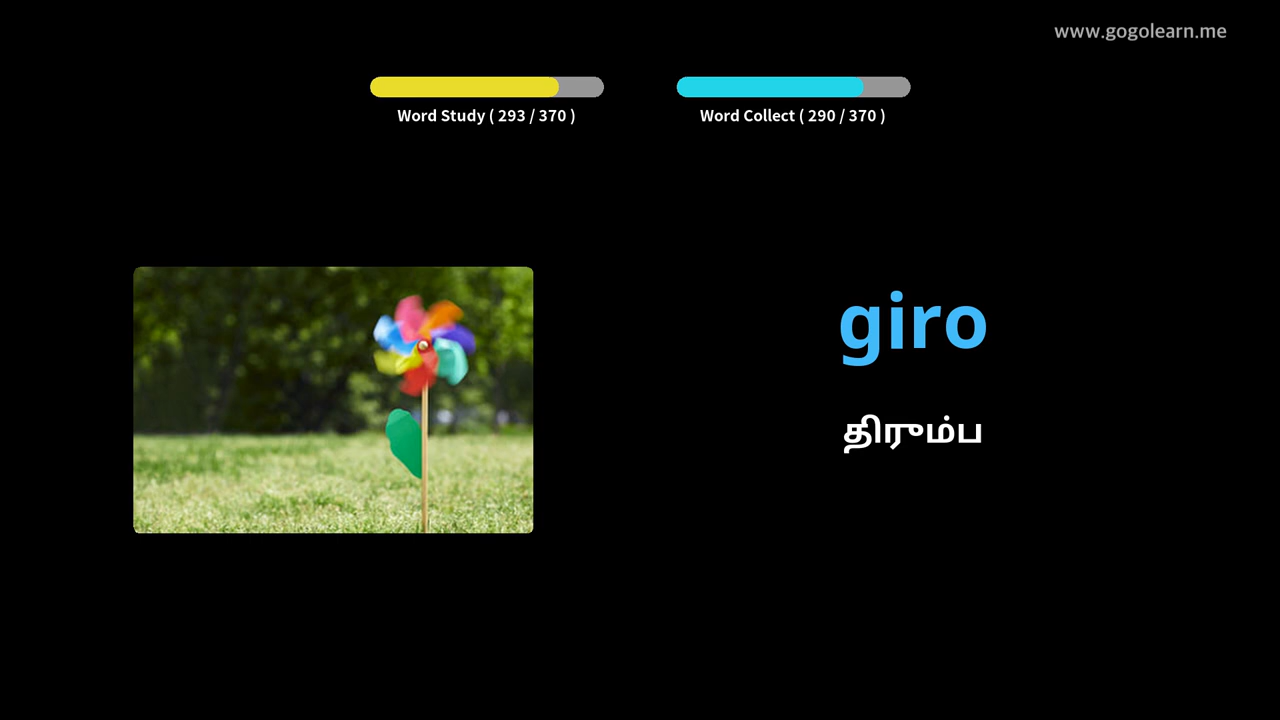 www.gogolearn.me
Word Study ( 293 / 370 )
Word Collect ( 290 / 370 )
giro
திரும்ப